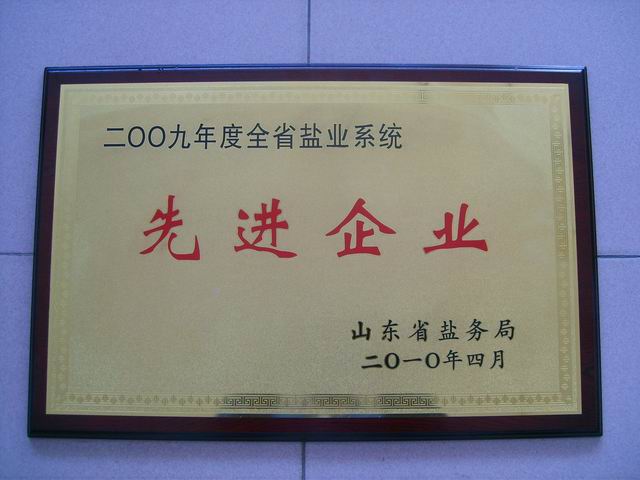 二〇〇九年度全省盐业系统
先进企业
山东省盐务局
二〇一〇年四月